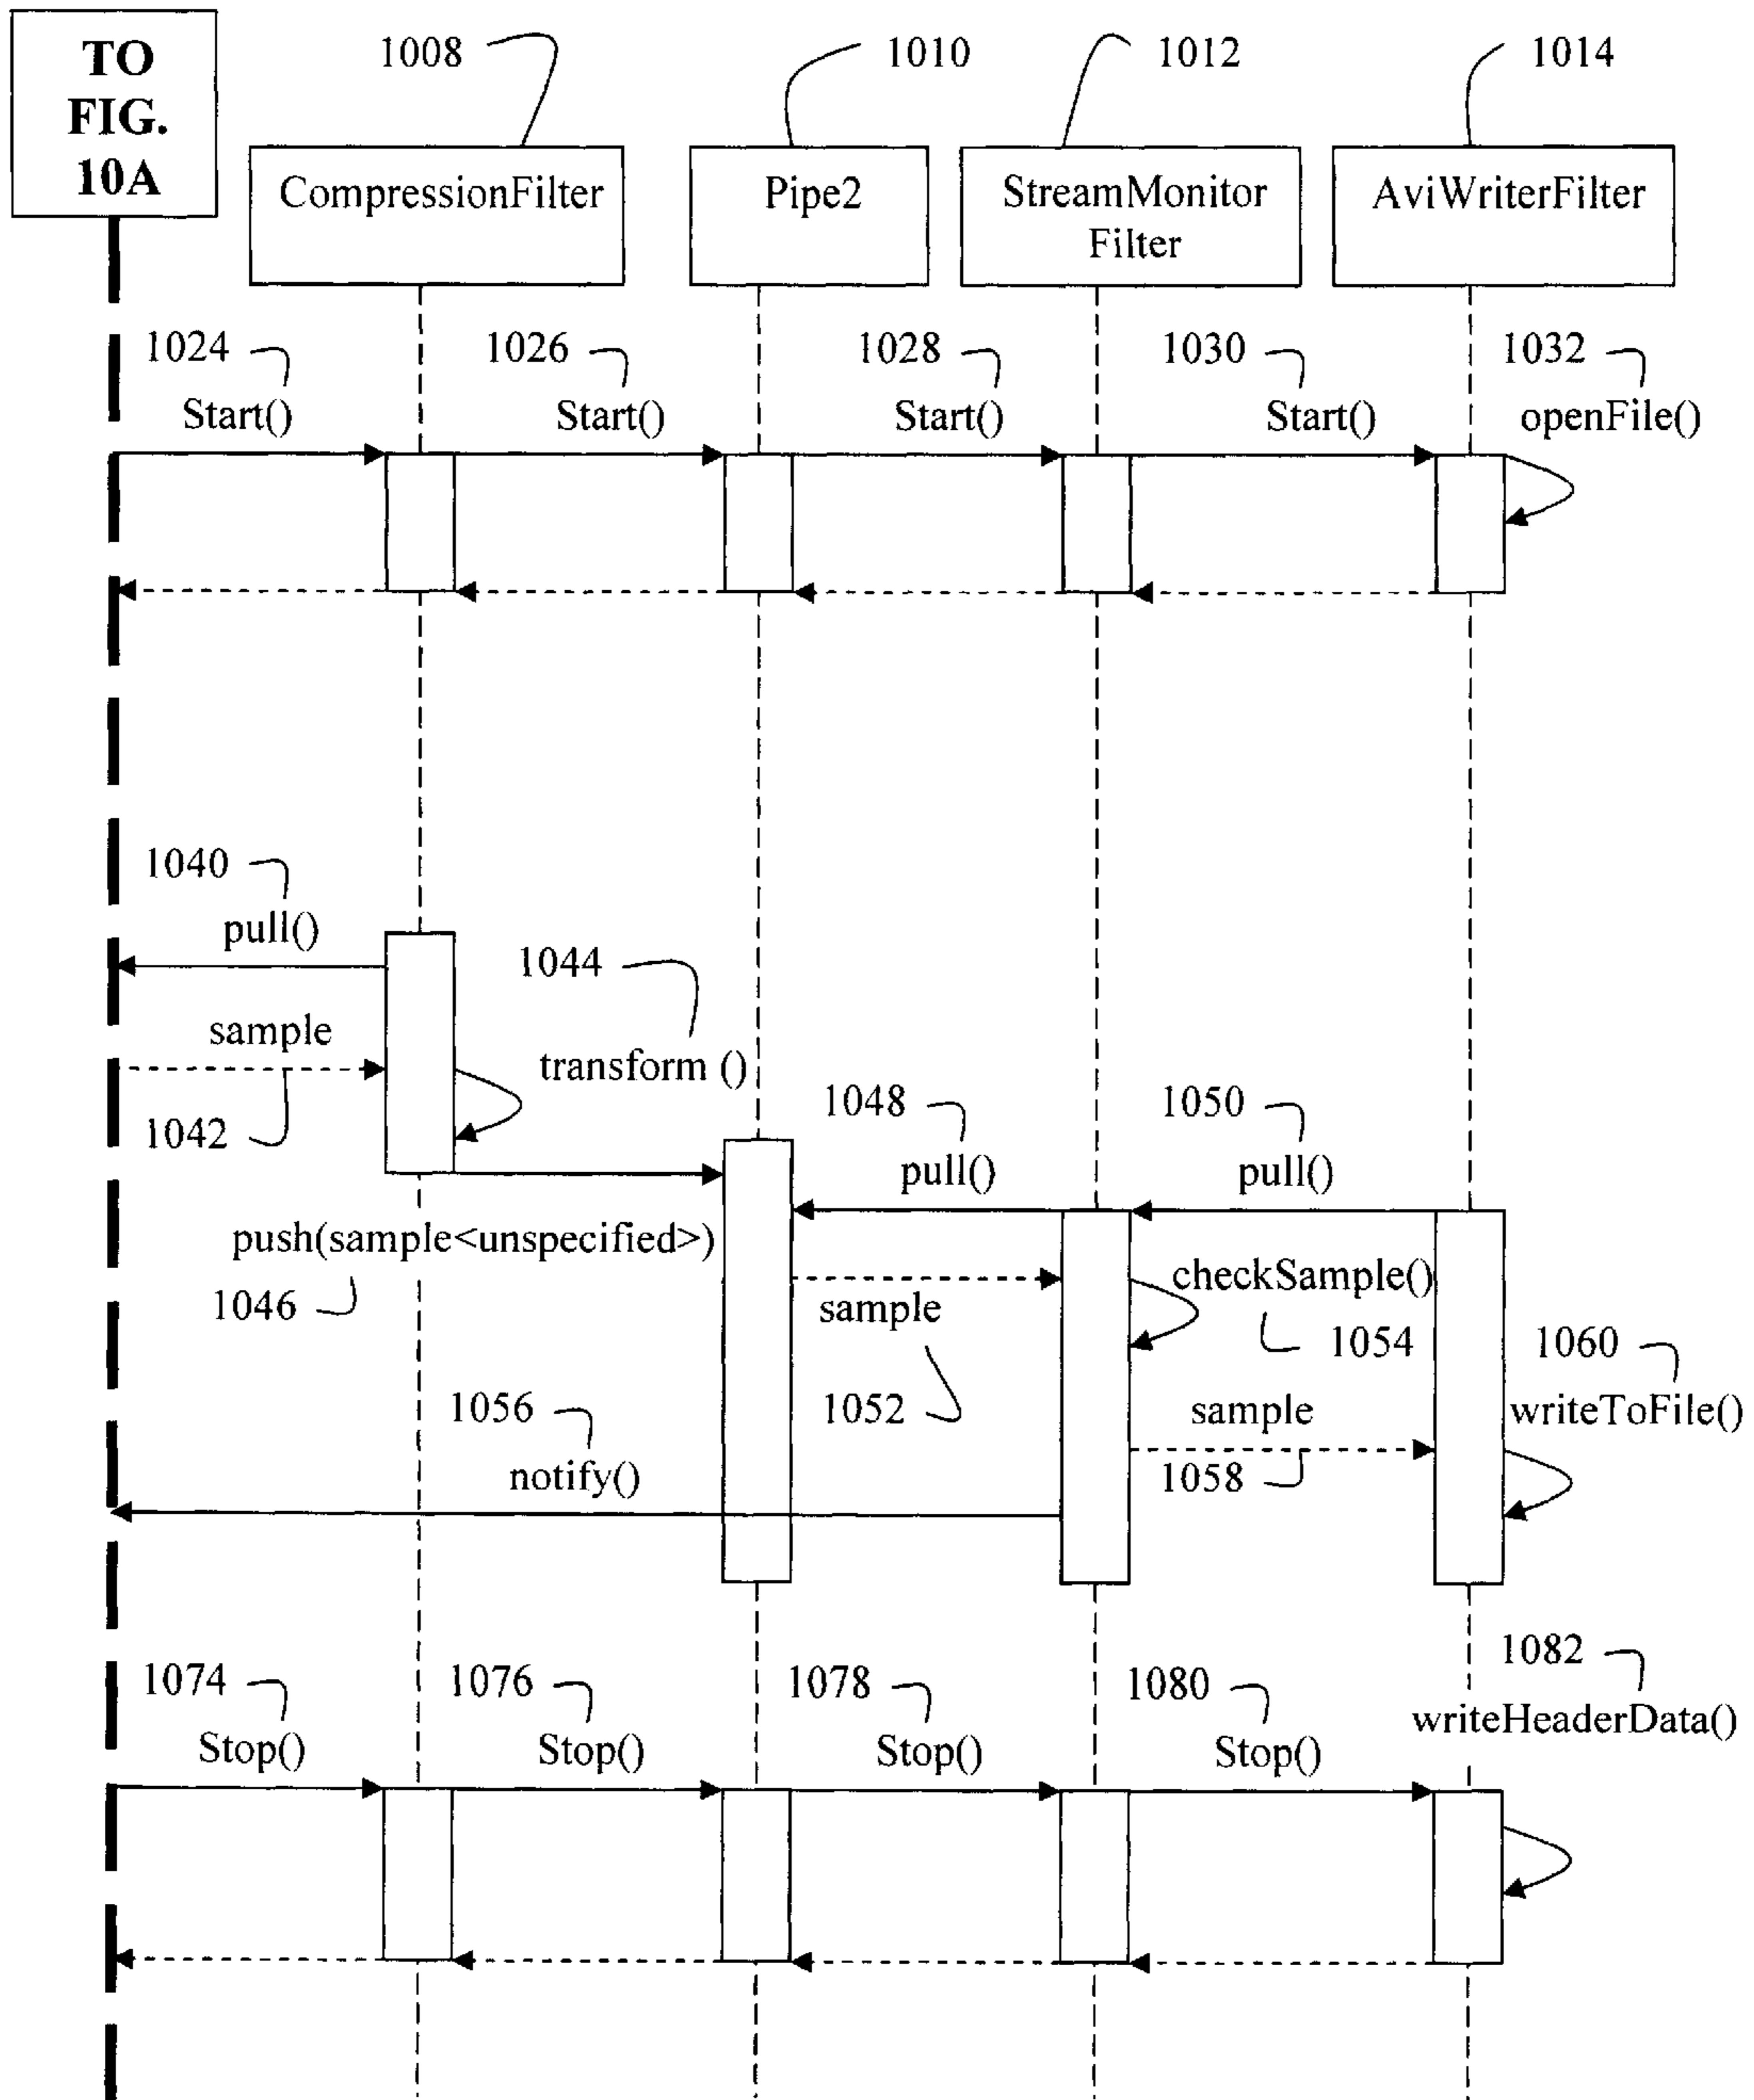 TO
FIG.
10A
1008
1010
1012
1014
CompressionFilter
Pipe2
StreamMonitor
Filter
AviWriterFilter
1024
1026
1028
1030
1032
Start()
Start()
Start()
Start()
openFile()
1040
pull()
1044
sample
transform ()
1042
1048
1050
pull()
pull()
push(sample<unspecified>)
1046
sample
checkSample()
1054
1060
1056
1052
sample
writeToFile()
notify()
1058
1074
1076
1078
1080
1082
Stop()
Stop()
Stop()
Stop()
writeHeaderData()